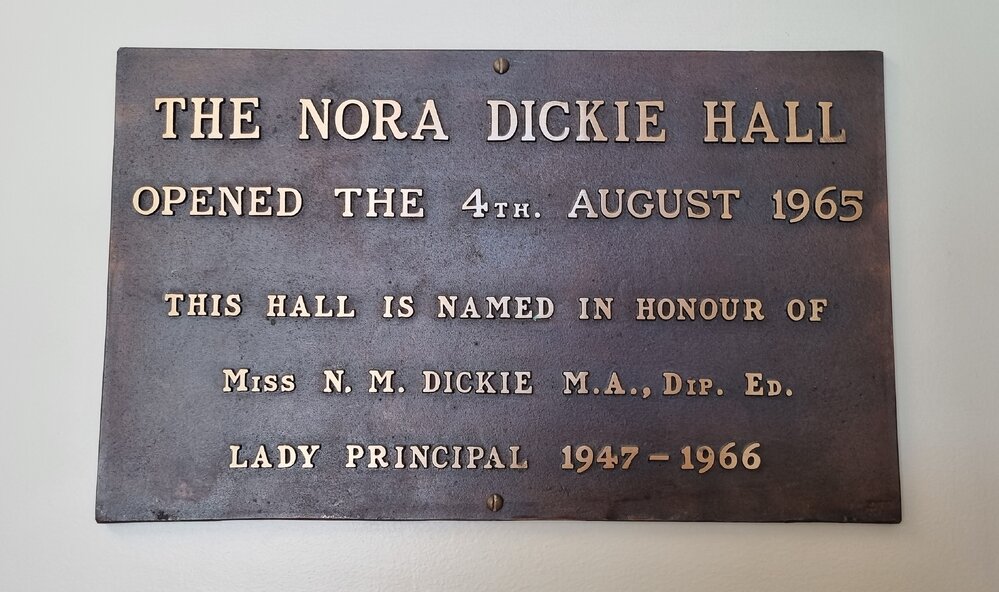 THE NORA DICKIE HALL
OPENED THE 4TH. AUGUST 1965
THIS HALL IS NAMED IN HONOUR OF
MISS N. M. DICKIE M.A., DIP. ED.
LADY PRINCIPAL 1947-1966